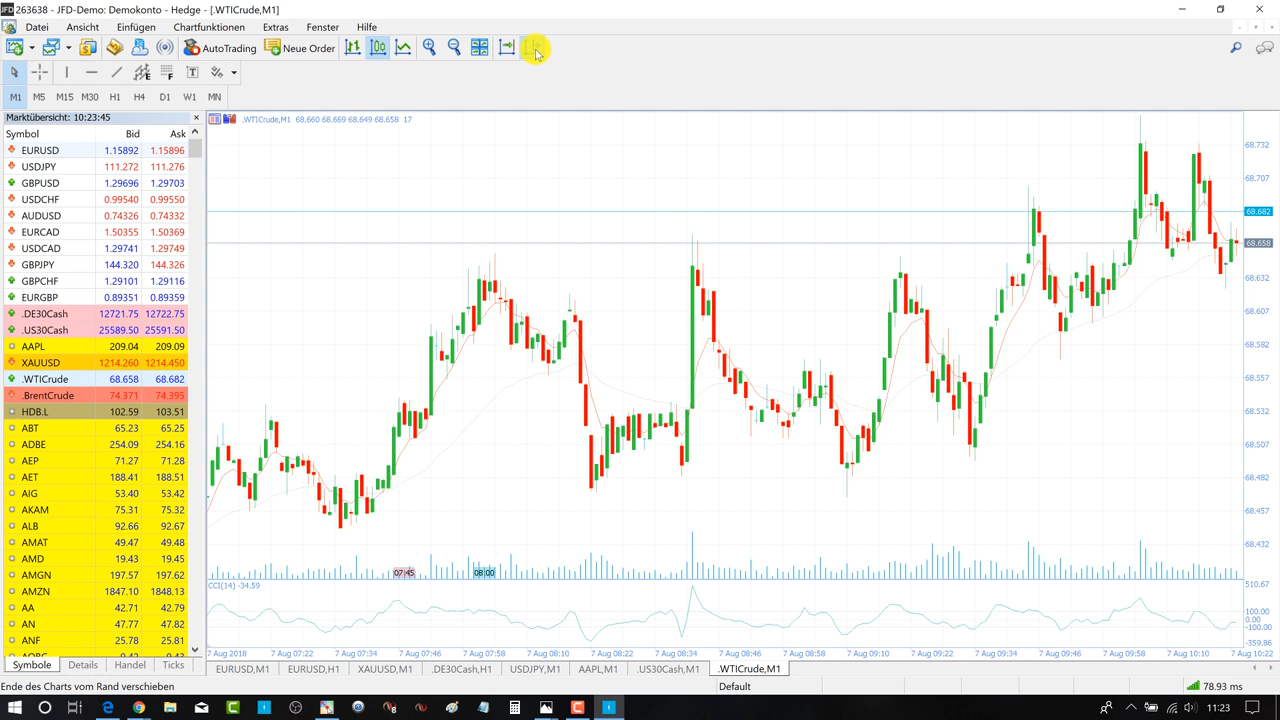 JFD 263638 - JFD-Demo: Demokonto - Hedge - [.WTICrude,M1]
Datei Ansicht Einfügen Chartfunktionen Extras Fenster Hilfe
AutoTrading Neue Order
E F T
M1 M5 M15 M30 H1 H4 D1 W1 MN
Marktübersicht: 10:23:45
Symbol Bid Ask
EURUSD 1.15892 1.15896
USDJPY 111.272 111.276
GBPUSD 1.29696 1.29703
USDCHF 0.99540 0.99550
AUDUSD 0.74326 0.74332
EURCAD 1.50355 1.50369
USDCAD 1.29741 1.29749
GBPJPY 144.320 144.326
GBPCHF 1.29101 1.29116
EURGBP 0.89351 0.89359
.DE30Cash 12721.75 12722.75
.US30Cash 25589.50 25591.50
AAPL 209.04 209.09
XAUUSD 1214.260 1214.450
.WTICrude 68.658 68.682
.BrentCrude 74.371 74.395
HDB.L 102.59 103.51
ABT 65.23 65.25
ADBE 254.09 254.16
AEP 71.27 71.28
AET 188.41 188.51
AIG 53.40 53.42
AKAM 75.31 75.32
ALB 92.66 92.67
AMAT 49.47 49.48
AMD 19.43 19.45
AMGN 197.57 197.62
AMZN 1847.10 1848.13
AA 42.71 42.79
AN 47.77 47.82
ANF 25.78 25.81
Symbole Details Handel Ticks
.WTICrude,M1 68.660 68.669 68.649 68.658 17
68.732
68.707
68.682
68.658
68.632
68.607
68.582
68.557
68.532
68.507
68.482
68.457
68.432
07:45 08:00
CCI(14) -34.59
510.67
100.00
-100.00
-359.86
7 Aug 2018 7 Aug 07:22 7 Aug 07:34 7 Aug 07:46 7 Aug 07:58 7 Aug 08:10 7 Aug 08:22 7 Aug 08:34 7 Aug 08:46 7 Aug 08:58 7 Aug 09:10 7 Aug 09:22 7 Aug 09:34 7 Aug 09:46 7 Aug 09:58 7 Aug 10:10 7 Aug 10:22
EURUSD,M1 EURUSD,H1 XAUUSD,M1 .DE30Cash,H1 USDJPY,M1 AAPL,M1 .US30Cash,M1 .WTICrude,M1
Ende des Charts vom Rand verschieben Default 78.93 ms
11:23